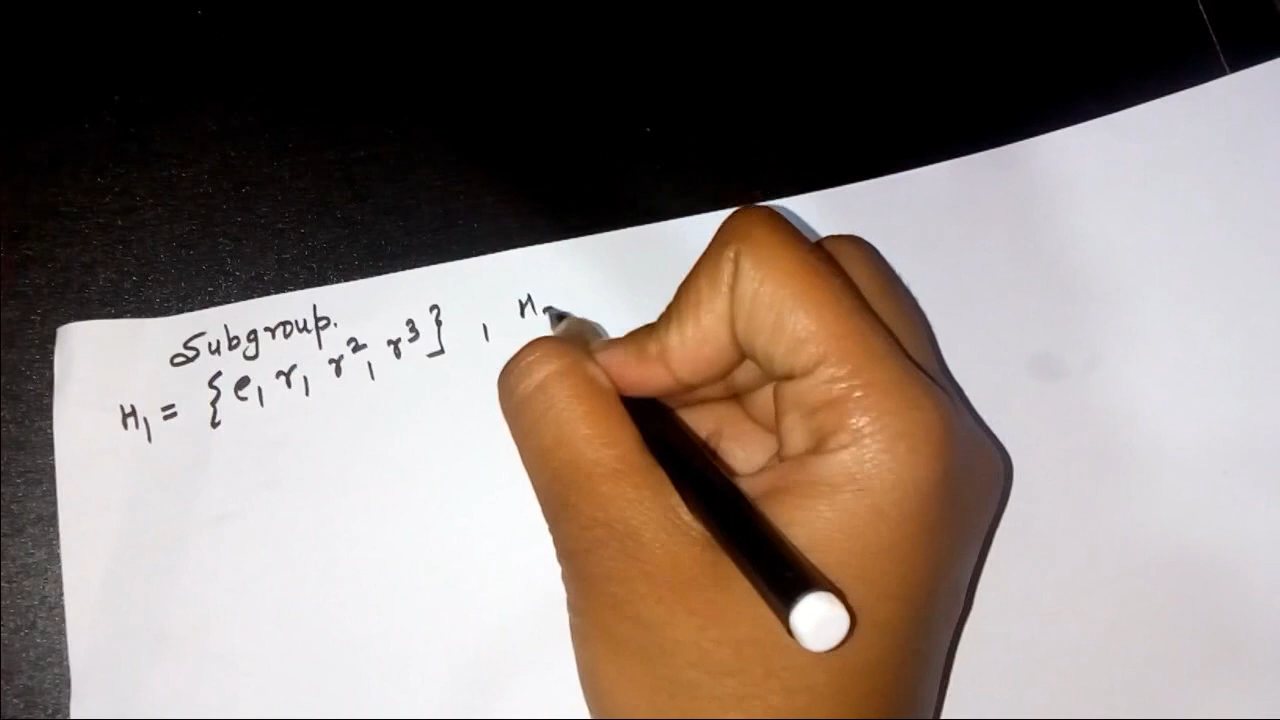 Subgroup.
H₁ = {e, r, r², r³} , H